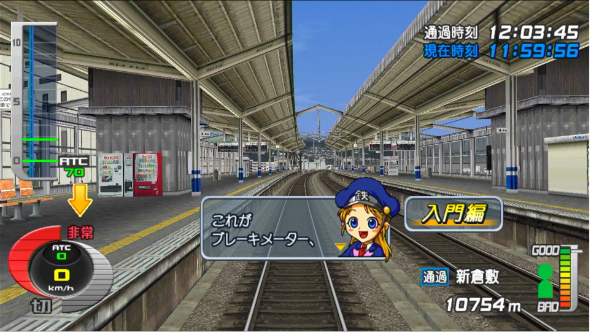 通過時刻 12:03:45
現在時刻 11:59:56
5
0
ATC
70
非常
ATC
0
0
km/h
切
鉄
これが
ブレーキメーター、
入門編
GOOD
通過 新倉敷
BAD
10754m